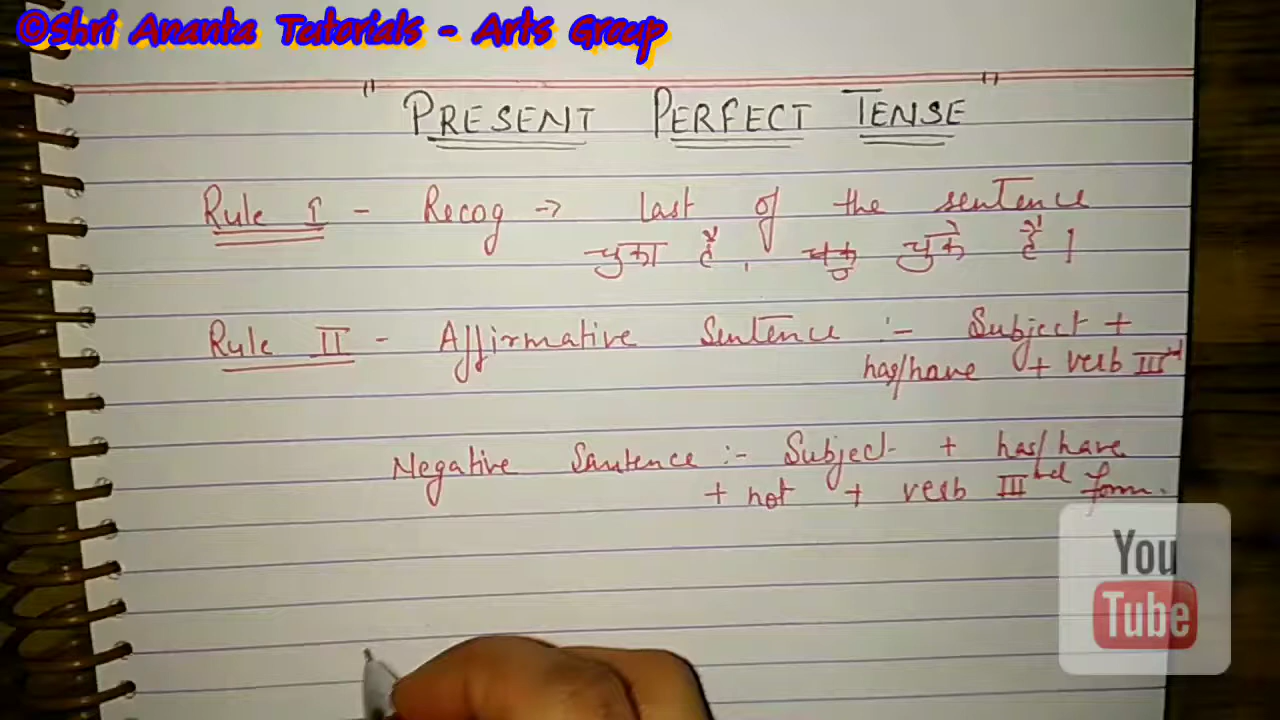 ©Shri Ananta Tutorials - Arts Group
" PRESENT PERFECT TENSE "
Rule I - Recog → Last of the sentence
चुका हैं, चुके हैं ।
Rule II - Affirmative Sentence :- Subject +
has/have + verb IIIrd
Negative Santence :- Subject + has/have
+ not + verb IIIrd form.
You
Tube